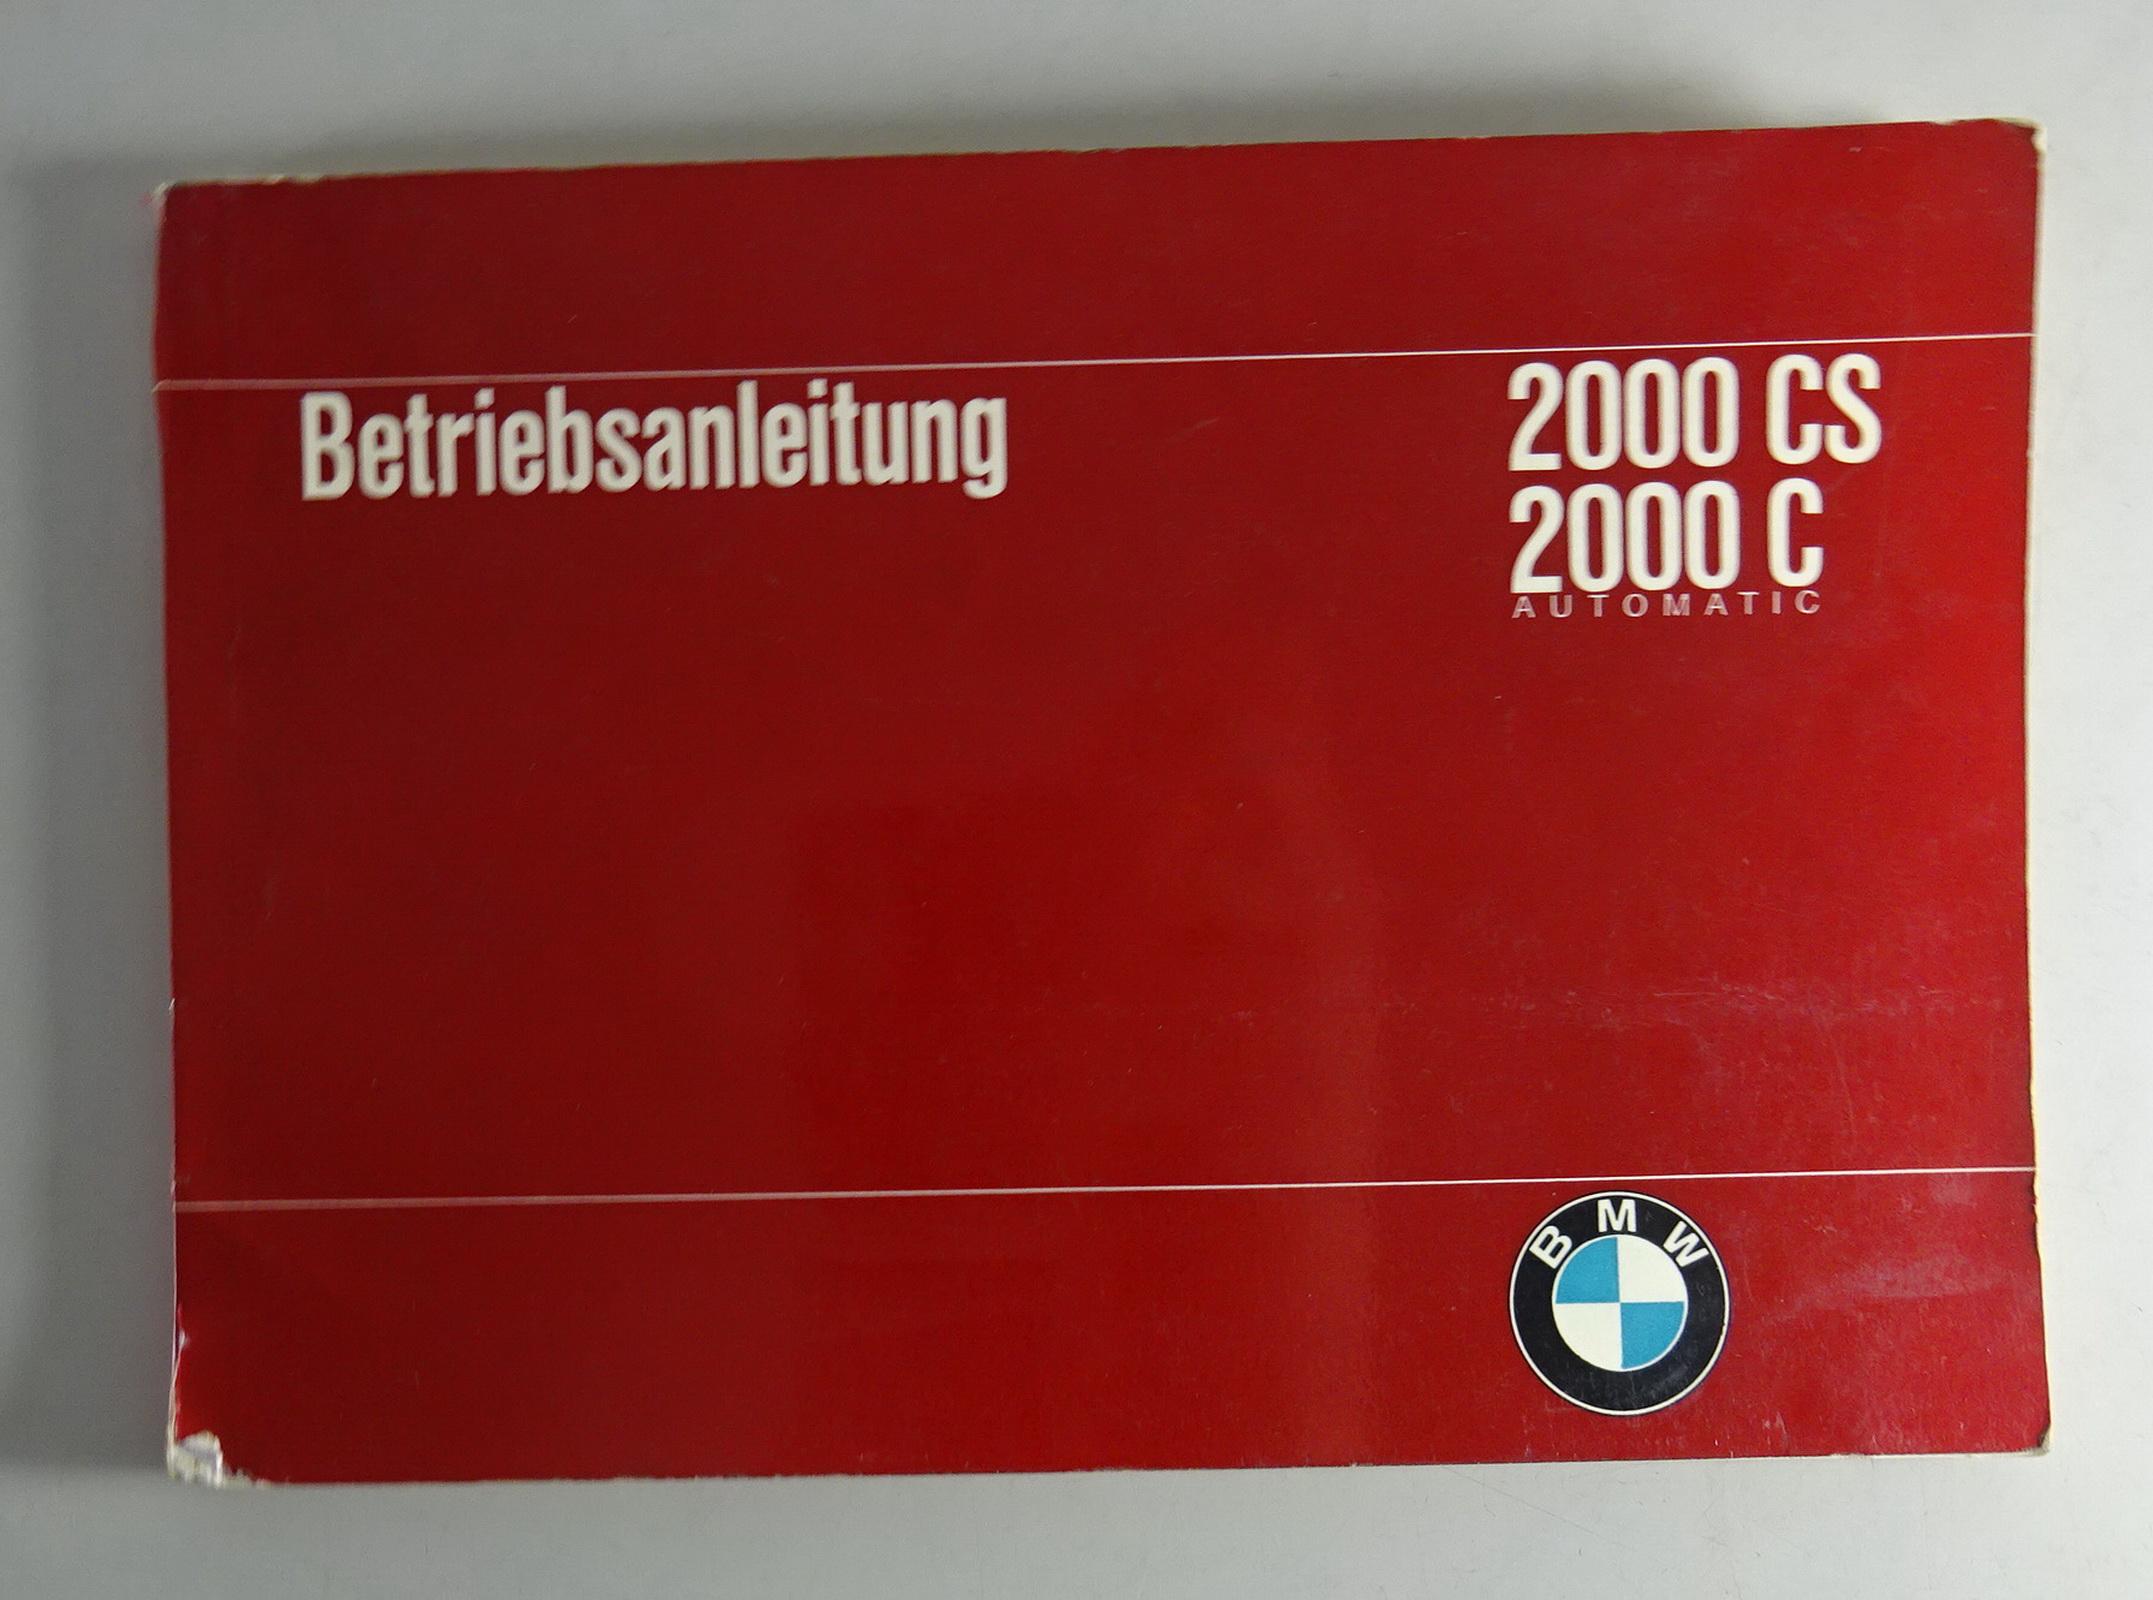 Betriebsanleitung
2000 CS
2000 C
AUTOMATIC
BMW